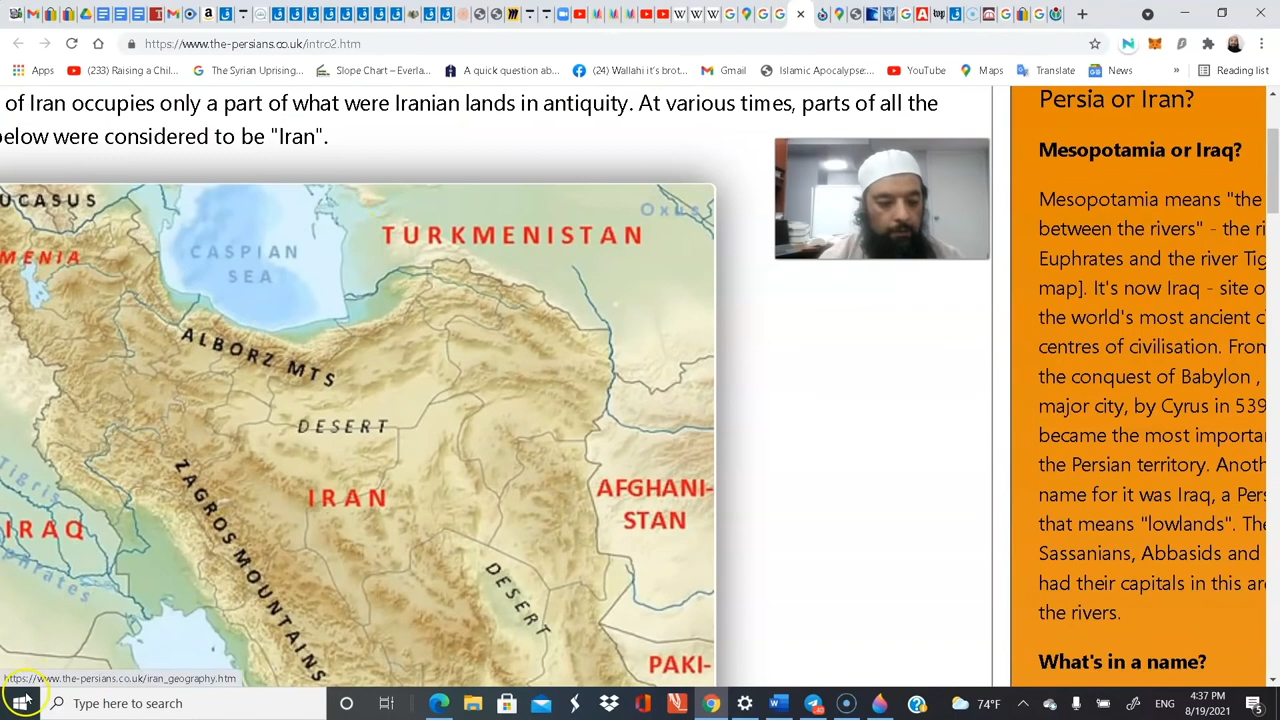 https://www.the-persians.co.uk/intro2.htm
Apps
(233) Raising a Chil...
The Syrian Uprising...
Slope Chart – Everla...
A quick question ab...
(24) Wallahi it's brot...
Gmail
Islamic Apocalypse:...
YouTube
Maps
Translate
News
»
Reading list
of Iran occupies only a part of what were Iranian lands in antiquity. At various times, parts of all the
below were considered to be "Iran".
UCASUS
MENIA
CASPIAN
SEA
TURKMENISTAN
Oxus
ALBORZ MTS
DESERT
ZAGROS MOUNTAINS
IRAN
Tigris
IRAQ
phrates
AFGHANI-
STAN
DESERT
PAKI-
Persia or Iran?
Mesopotamia or Iraq?
Mesopotamia means "the
between the rivers" - the ri
Euphrates and the river Tig
map]. It's now Iraq - site o
the world's most ancient c
centres of civilisation. From
the conquest of Babylon ,
major city, by Cyrus in 539
became the most importa
the Persian territory. Anoth
name for it was Iraq, a Pers
that means "lowlands". The
Sassanians, Abbasids and
had their capitals in this are
the rivers.
What's in a name?
https://www.the-persians.co.uk/iran_geography.htm
Type here to search
74°F
ENG
4:37 PM
8/19/2021
5